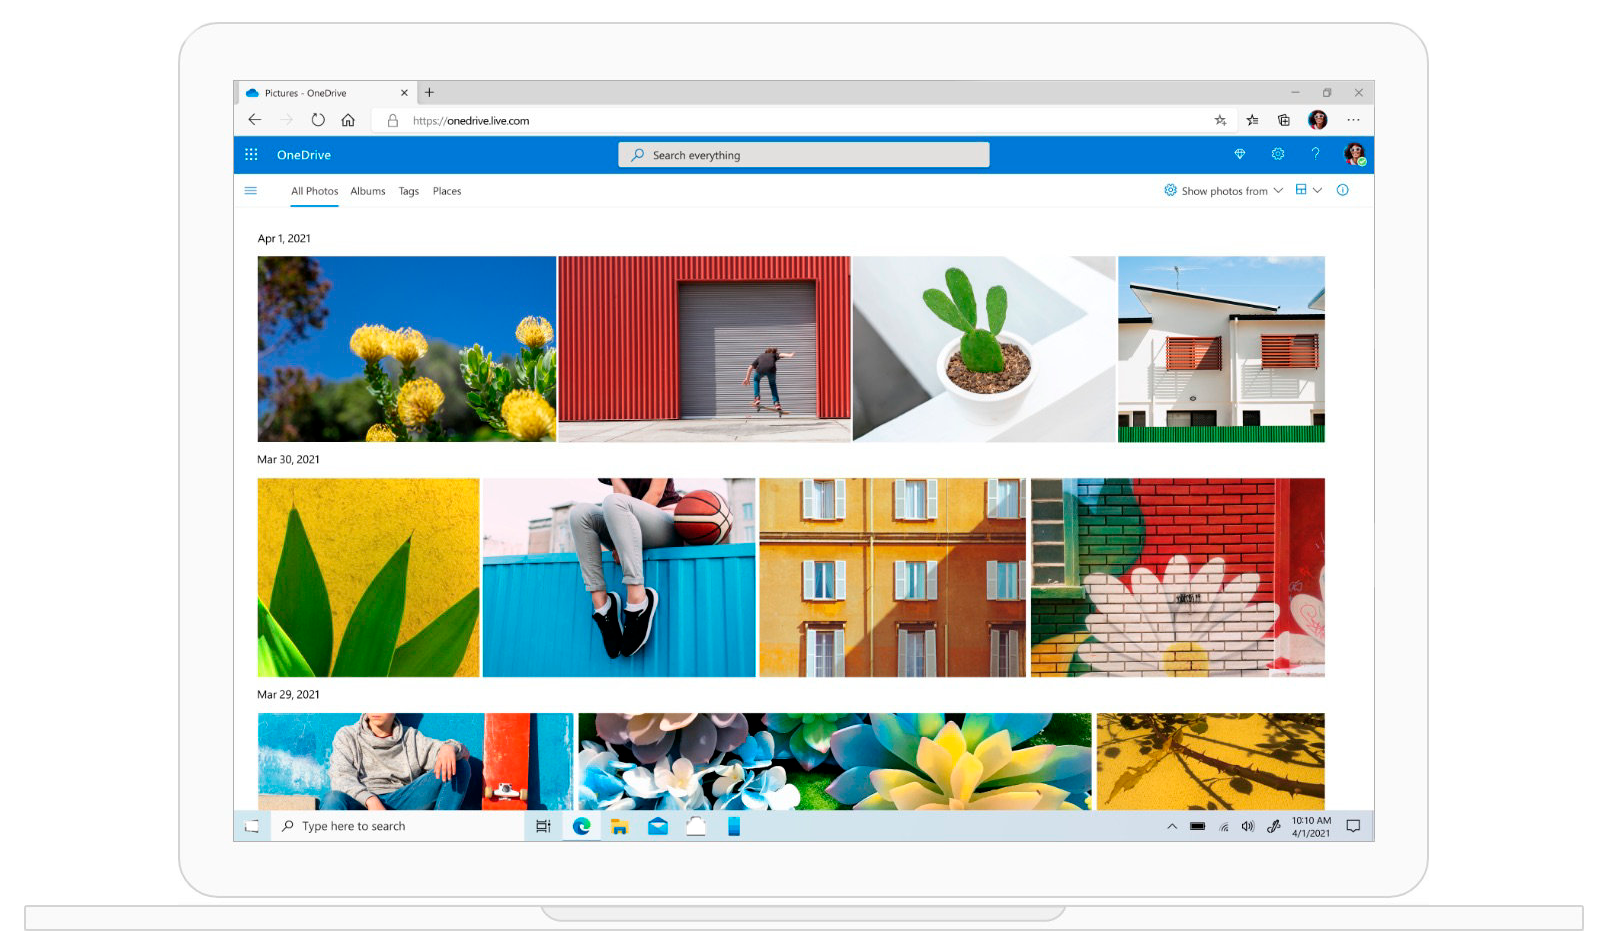 Pictures - OneDrive
https://onedrive.live.com
OneDrive
Search everything
All Photos Albums Tags Places
Show photos from
Apr 1, 2021
Mar 30, 2021
Mar 29, 2021
Type here to search
10:10 AM
4/1/2021